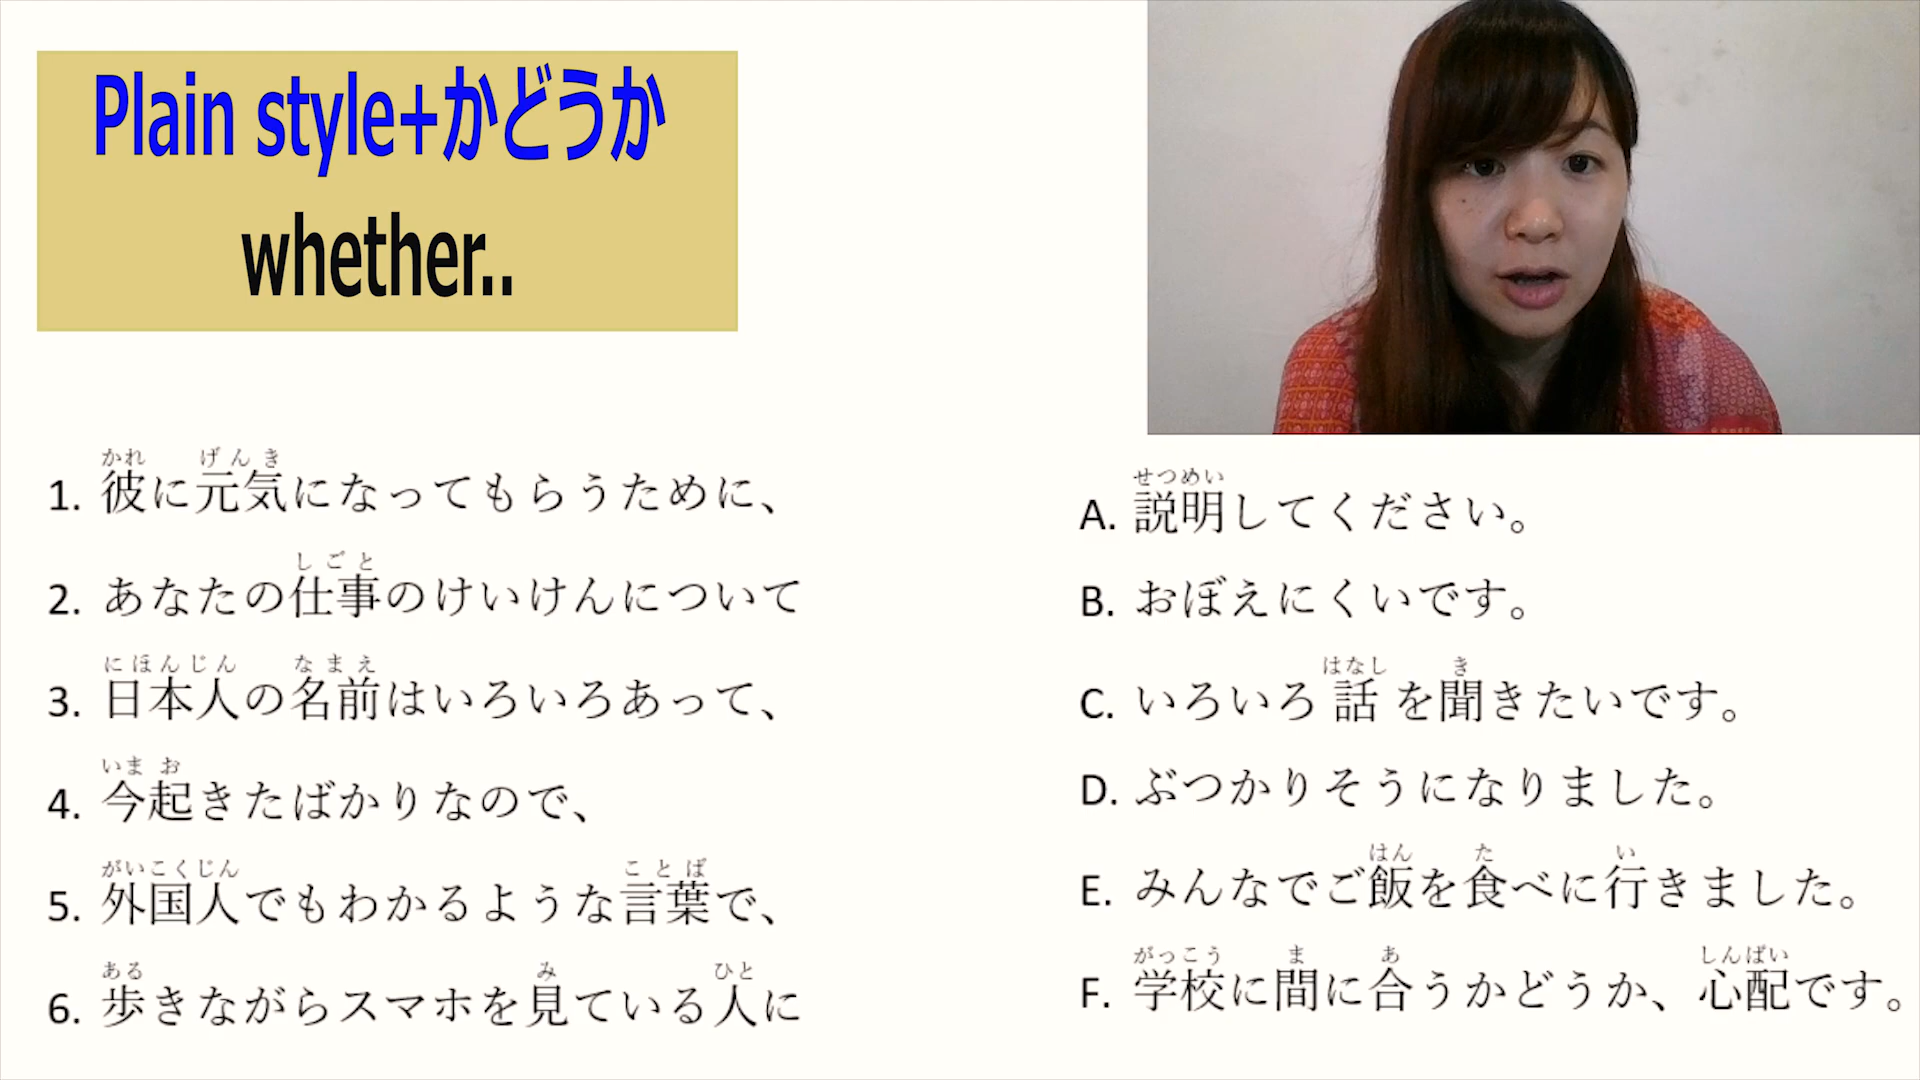 Plain style+かどうか
whether..
かれ げんき
1. 彼に元気になってもらうために、
しごと
2. あなたの仕事のけいけんについて
にほんじん なまえ
3. 日本人の名前はいろいろあって、
いま お
4. 今起きたばかりなので、
がいこくじん ことば
5. 外国人でもわかるような言葉で、
ある み ひと
6. 歩きながらスマホを見ている人に
せつめい
A. 説明してください。
B. おぼえにくいです。
はなし き
C. いろいろ話を聞きたいです。
D. ぶつかりそうになりました。
はん た い
E. みんなでご飯を食べに行きました。
がっこう ま あ しんぱい
F. 学校に間に合うかどうか、心配です。